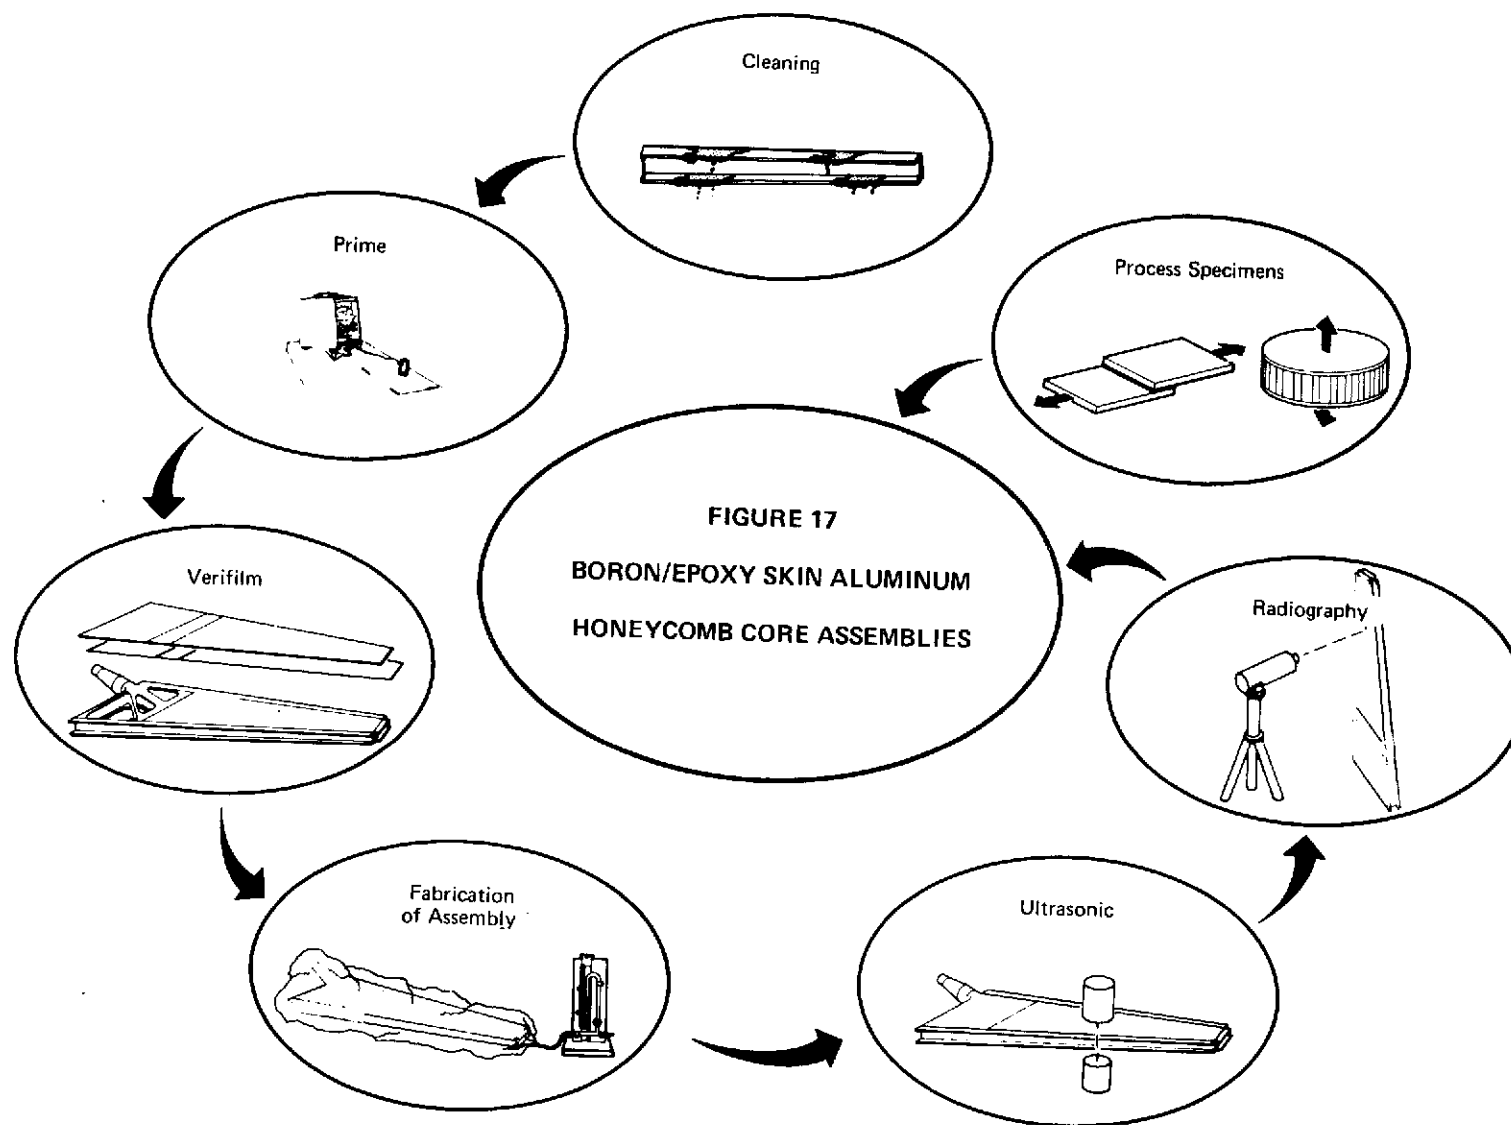 Cleaning
Prime
Process Specimens
FIGURE 17
BORON/EPOXY SKIN ALUMINUM
HONEYCOMB CORE ASSEMBLIES
Verifilm
Radiography
Fabrication
of Assembly
Ultrasonic